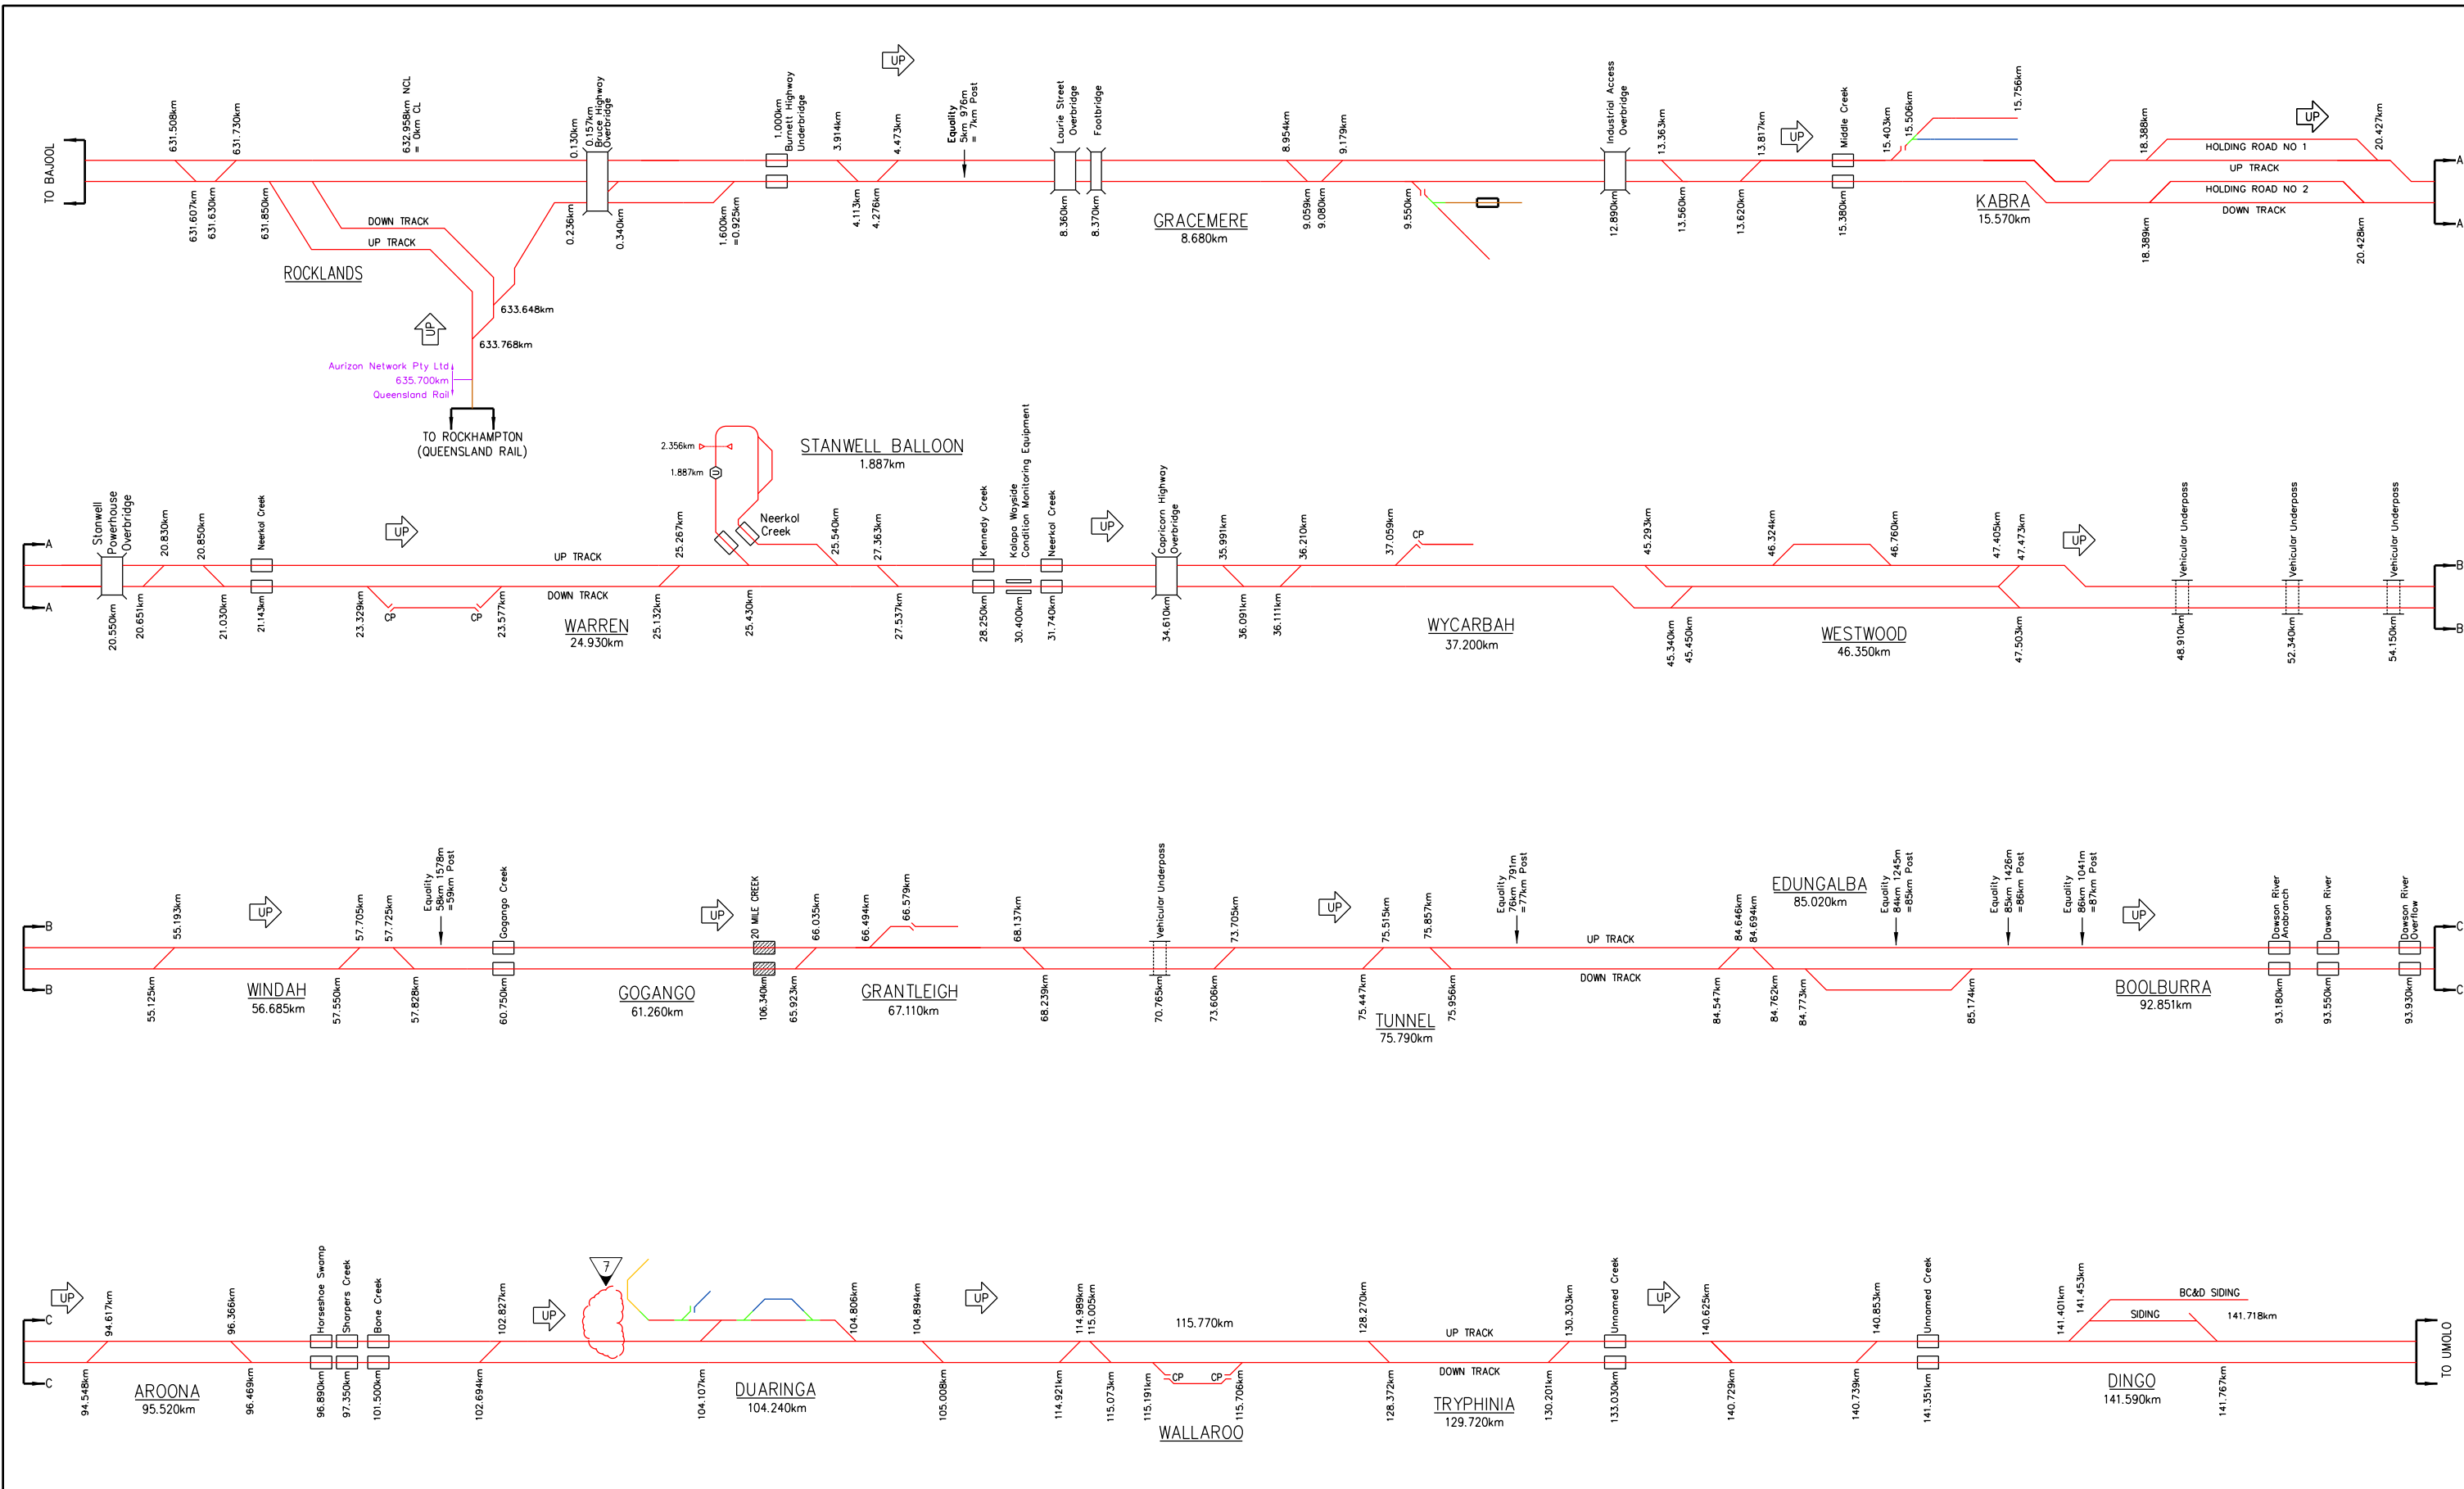 TO BAJOOL
631.508km
631.607km
631.630km
631.730km
631.850km
632.958km NCL
= 0km CL
DOWN TRACK
UP TRACK
ROCKLANDS
633.648km
633.768km
UP
Aurizon Network Pty Ltd
635.700km
Queensland Rail
TO ROCKHAMPTON
(QUEENSLAND RAIL)
0.130km
0.157km
Bruce Highway
Overbridge
0.236km
0.340km
1.600km
=0.925km
1.000km
Burnett Highway
Underbridge
3.914km
4.113km
4.276km
4.473km
UP
Equality
5km 976m
= 7km Post
Laurie Street
Overbridge
8.360km
Footbridge
8.370km
GRACEMERE
8.680km
8.954km
9.059km
9.080km
9.179km
9.550km
Industrial Access
Overbridge
12.890km
13.363km
13.560km
13.620km
13.817km
UP
Middle Creek
15.380km
15.403km
15.506km
15.756km
KABRA
15.570km
18.388km
18.389km
HOLDING ROAD NO 1
UP TRACK
HOLDING ROAD NO 2
DOWN TRACK
UP
20.427km
20.428km
A
A
A
A
Stanwell
Powerhouse
Overbridge
20.550km
20.651km
20.830km
20.850km
21.030km
Neerkol Creek
21.143km
UP
23.329km
CP
CP
23.577km
UP TRACK
DOWN TRACK
WARREN
24.930km
25.132km
25.267km
2.356km
1.887km
U
STANWELL BALLOON
1.887km
Neerkol
Creek
25.430km
25.540km
27.363km
27.537km
Kennedy Creek
28.250km
Kalapa Wayside
Condition Monitoring Equipment
30.400km
Neerkol Creek
31.740km
UP
Capricorn Highway
Overbridge
34.610km
35.991km
36.091km
36.111km
36.210km
37.059km
CP
WYCARBAH
37.200km
45.293km
45.340km
45.450km
46.324km
46.760km
WESTWOOD
46.350km
47.405km
47.473km
47.503km
UP
Vehicular Underpass
48.910km
Vehicular Underpass
52.340km
Vehicular Underpass
54.150km
B
B
B
B
55.125km
55.193km
UP
WINDAH
56.685km
57.550km
57.705km
57.725km
57.828km
Equality
58km 1578m
=59km Post
Gogango Creek
60.750km
GOGANGO
61.260km
UP
20 MILE CREEK
106.340km
65.923km
66.035km
66.494km
66.579km
GRANTLEIGH
67.110km
68.137km
68.239km
Vehicular Underpass
70.765km
73.606km
73.705km
UP
75.447km
75.515km
TUNNEL
75.790km
75.857km
75.956km
Equality
76km 791m
=77km Post
UP TRACK
DOWN TRACK
84.547km
84.646km
84.694km
84.762km
84.773km
EDUNGALBA
85.020km
Equality
84km 1245m
=85km Post
85.174km
Equality
85km 1426m
=86km Post
Equality
86km 1041m
=87km Post
UP
BOOLBURRA
92.851km
Dawson River
Anabranch
93.180km
Dawson River
93.550km
Dawson River
Overflow
93.930km
C
C
C
C
UP
94.548km
94.617km
AROONA
95.520km
96.366km
96.469km
Horseshoe Swamp
96.890km
Sharpers Creek
97.350km
Bone Creek
101.500km
102.694km
102.827km
UP
7
104.107km
DUARINGA
104.240km
104.806km
104.894km
105.008km
UP
114.921km
114.989km
115.005km
115.073km
115.191km
CP
CP
115.706km
115.770km
WALLAROO
128.270km
128.372km
UP TRACK
DOWN TRACK
TRYPHINIA
129.720km
130.201km
130.303km
Unnamed Creek
133.030km
UP
140.625km
140.729km
140.739km
140.853km
Unnamed Creek
141.351km
141.401km
141.453km
BC&D SIDING
SIDING
141.718km
DINGO
141.590km
141.767km
TO UMOLO